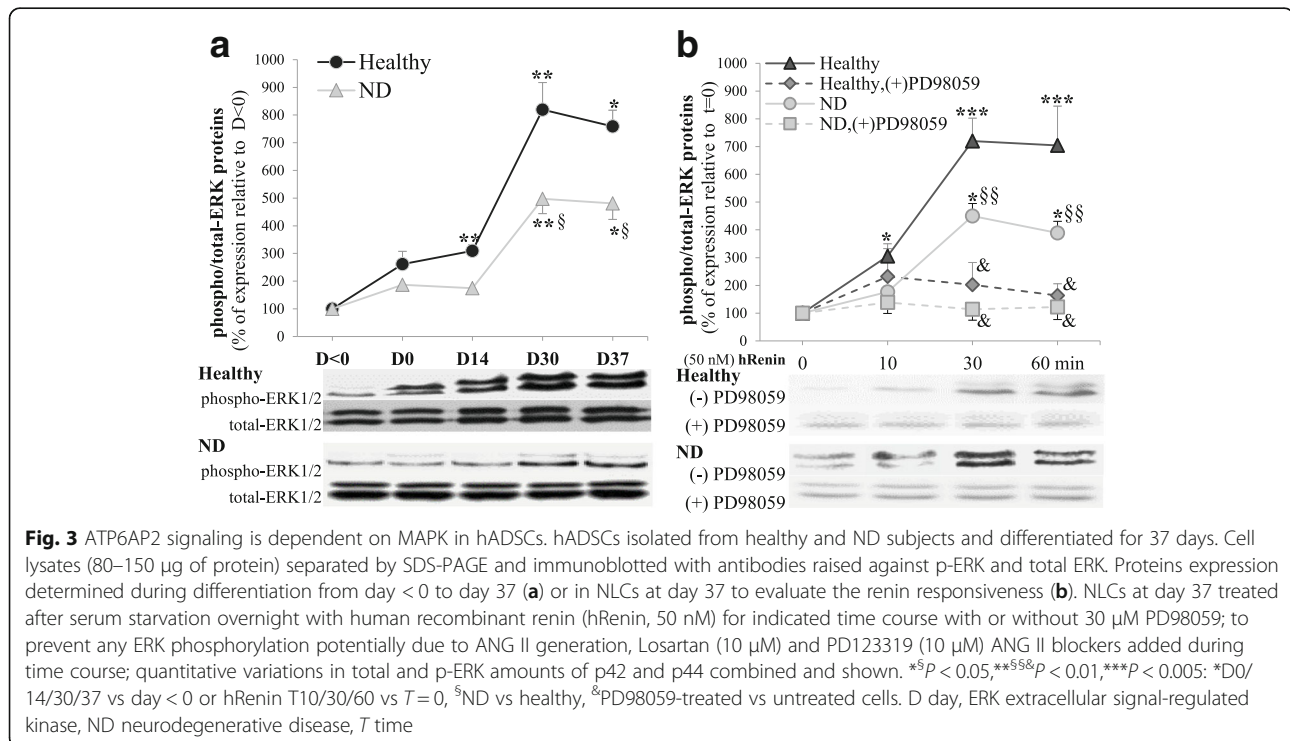 a
Healthy
ND
phospho/total-ERK proteins
(% of expression relative to D<0)
1000
900
800
700
600
500
400
300
200
100
0
**
**
*
**§
*§
D<0 D0 D14 D30 D37
Healthy
phospho-ERK1/2
total-ERK1/2
ND
phospho-ERK1/2
total-ERK1/2
b
Healthy
Healthy,(+)PD98059
ND
ND,(+)PD98059
phospho/total-ERK proteins
(% of expression relative to t=0)
1000
900
800
700
600
500
400
300
200
100
0
*
***
***
*§§
*§§
&
&
&
&
(50 nM) hRenin 0 10 30 60 min
Healthy
(-) PD98059
(+) PD98059
ND
(-) PD98059
(+) PD98059
Fig. 3 ATP6AP2 signaling is dependent on MAPK in hADSCs. hADSCs isolated from healthy and ND subjects and differentiated for 37 days. Cell
lysates (80–150 μg of protein) separated by SDS-PAGE and immunoblotted with antibodies raised against p-ERK and total ERK. Proteins expression
determined during differentiation from day < 0 to day 37 (a) or in NLCs at day 37 to evaluate the renin responsiveness (b). NLCs at day 37 treated
after serum starvation overnight with human recombinant renin (hRenin, 50 nM) for indicated time course with or without 30 μM PD98059; to
prevent any ERK phosphorylation potentially due to ANG II generation, Losartan (10 μM) and PD123319 (10 μM) ANG II blockers added during
time course; quantitative variations in total and p-ERK amounts of p42 and p44 combined and shown. *§P < 0.05,**§§&P < 0.01,***P < 0.005: *D0/
14/30/37 vs day < 0 or hRenin T10/30/60 vs T = 0, §ND vs healthy, &PD98059-treated vs untreated cells. D day, ERK extracellular signal-regulated
kinase, ND neurodegenerative disease, T time